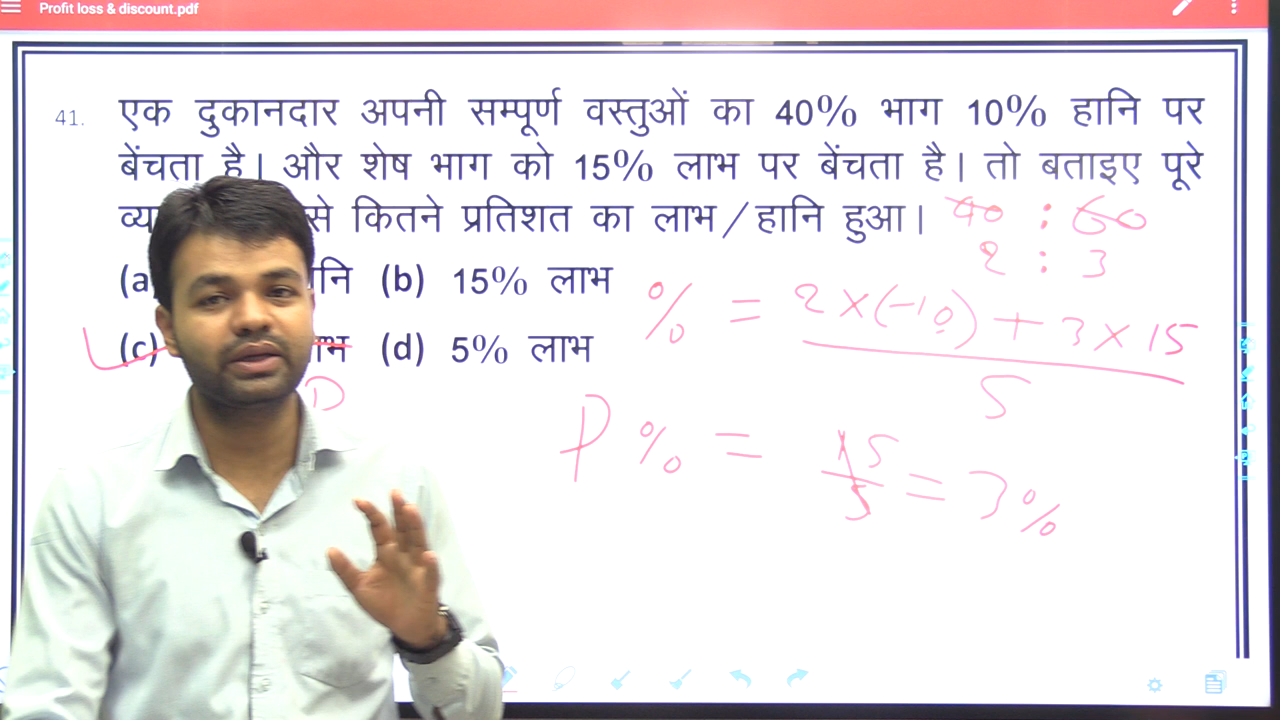 Profit loss & discount.pdf
41. एक दुकानदार अपनी सम्पूर्ण वस्तुओं का 40% भाग 10% हानि पर
बेंचता है। और शेष भाग को 15% लाभ पर बेंचता है। तो बताइए पूरे
से कितने प्रतिशत का लाभ/हानि हुआ। 40 : 60
2 : 3
(b) 15% लाभ
% = 2×(-10) + 3×15
5
(c) (d) 5% लाभ
P% = 15/5 = 3%